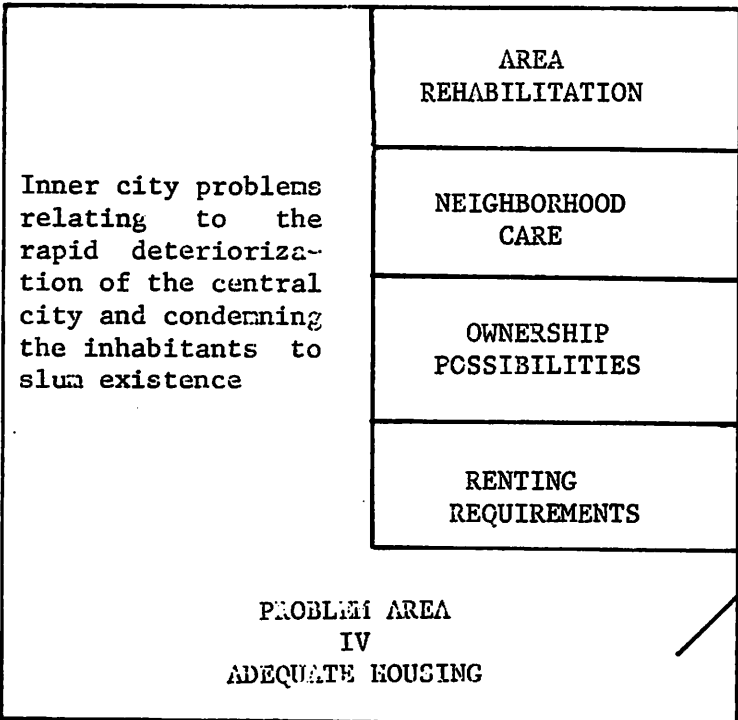 Inner city problems
relating to the
rapid deterioriza-
tion of the central
city and condemning
the inhabitants to
slum existence
AREA
REHABILITATION
NEIGHBORHOOD
CARE
OWNERSHIP
POSSIBILITIES
RENTING
REQUIREMENTS
PROBLEM AREA
IV
ADEQUATE HOUSING